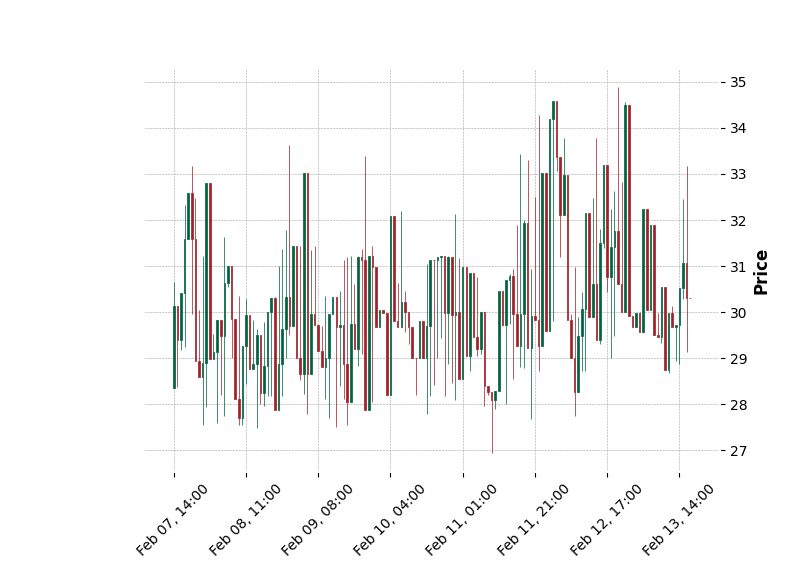 35
34
33
32
31
30
29
28
27
Price
Feb 07, 14:00
Feb 08, 11:00
Feb 09, 08:00
Feb 10, 04:00
Feb 11, 01:00
Feb 11, 21:00
Feb 12, 17:00
Feb 13, 14:00